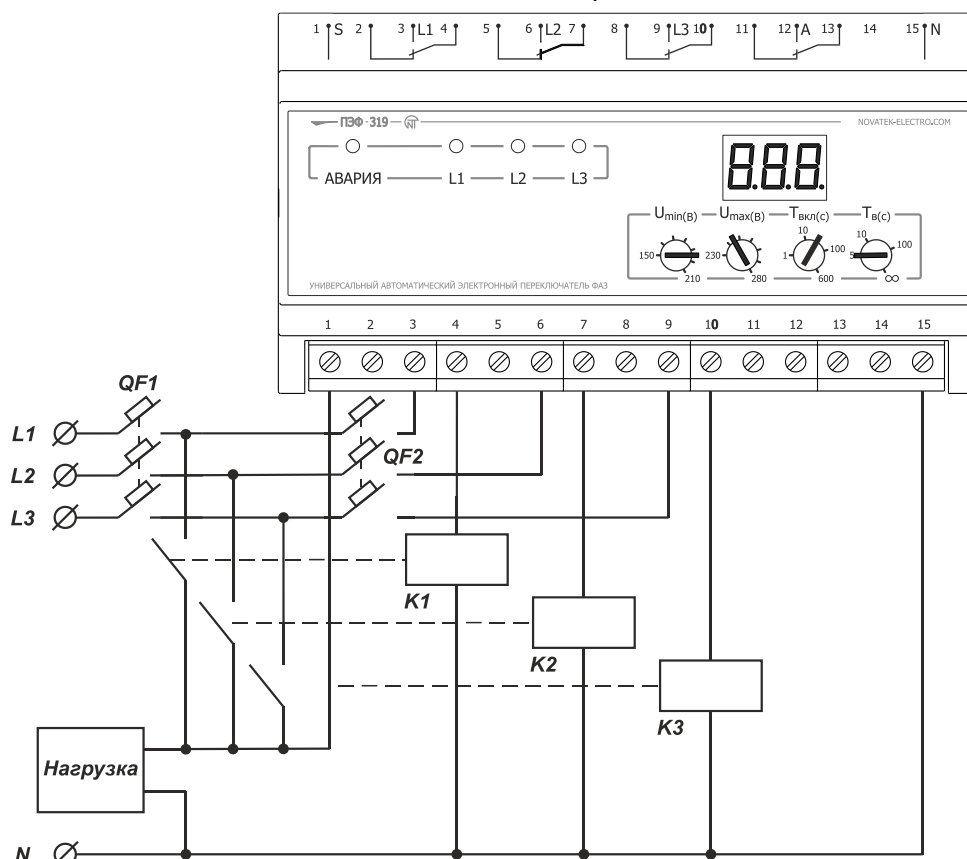 1 S 2 3 L1 4 5 6 L2 7 8 9 L3 10 11 12 A 13 14 15 N
ПЭФ-319 NT NOVATEK-ELECTRO.COM
АВАРИЯ L1 L2 L3
8.8.8.
Umin(В) Umax(В) Tвкл(с) Tв(с)
150 210
230 280
1 10 100 600
5 10 100 ∞
УНИВЕРСАЛЬНЫЙ АВТОМАТИЧЕСКИЙ ЭЛЕКТРОННЫЙ ПЕРЕКЛЮЧАТЕЛЬ ФАЗ
1 2 3 4 5 6 7 8 9 10 11 12 13 14 15
QF1
L1
QF2
L2
L3
K1
K2
K3
Нагрузка
N